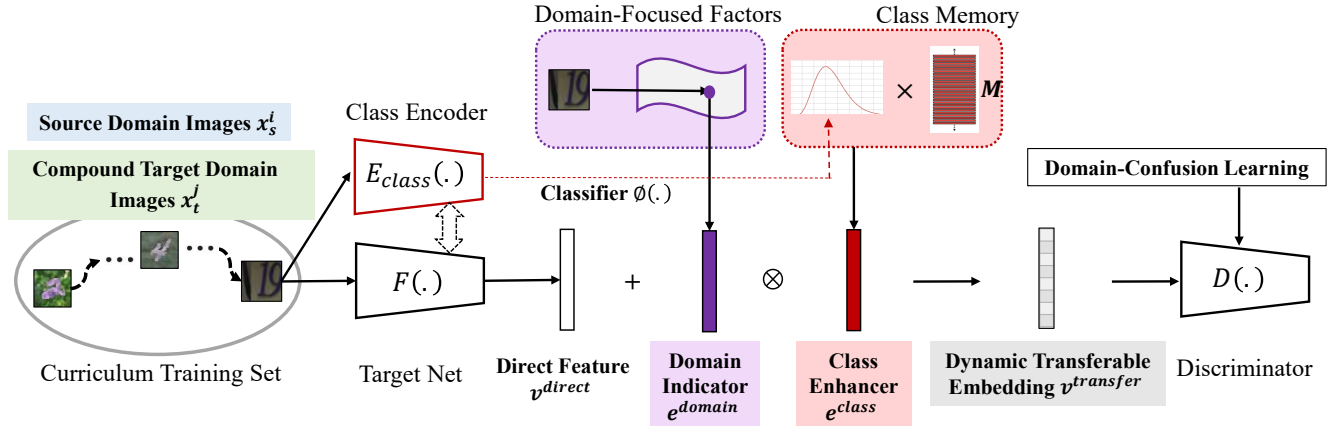 Domain-Focused Factors
Class Memory
19
× M
Source Domain Images x_s^i
Class Encoder
Compound Target Domain
Images x_t^j
E_class(.)
Classifier ∅(.)
Domain-Confusion Learning
19
F(.)
+
⊗
D(.)
Curriculum Training Set
Target Net
Direct Feature
v^direct
Domain
Indicator
e^domain
Class
Enhancer
e^class
Dynamic Transferable
Embedding v^transfer
Discriminator